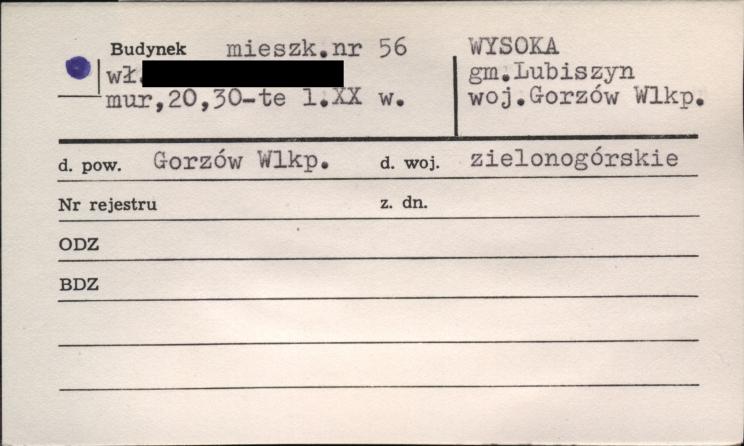 Budynek mieszk.nr 56
wł.
mur,20,30-te l.XX w.
WYSOKA
gm.Lubiszyn
woj.Gorzów Wlkp.
d. pow. Gorzów Wlkp. d. woj. zielonogórskie
Nr rejestru z. dn.
ODZ
BDZ